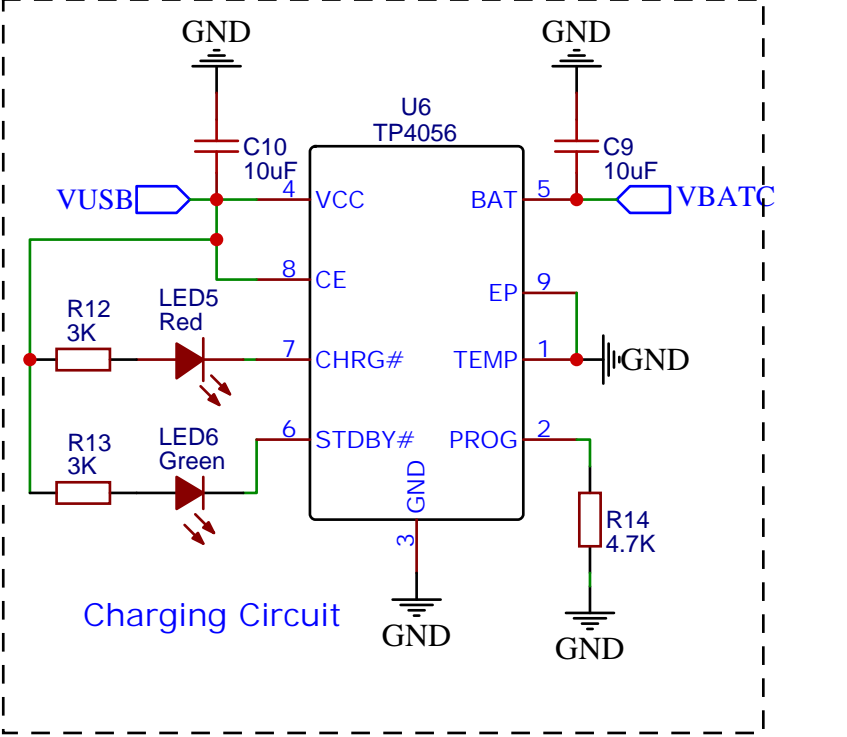 GND
GND
U6
TP4056
C10
10uF
C9
10uF
VUSB
4
VCC
BAT
5
VBATC
8
CE
EP
9
R12
3K
LED5
Red
7
CHRG#
TEMP
1
GND
R13
3K
LED6
Green
6
STDBY#
PROG
2
GND
3
R14
4.7K
Charging Circuit
GND
GND